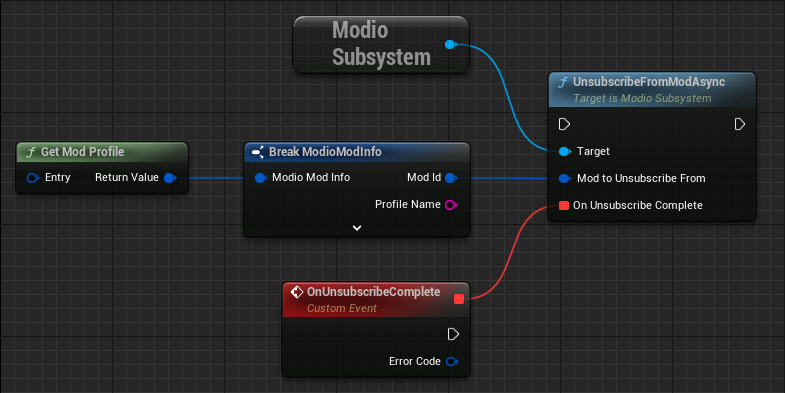 Modio
Subsystem
UnsubscribeFromModAsync
Target is Modio Subsystem
Target
Mod to Unsubscribe From
On Unsubscribe Complete
Get Mod Profile
Entry Return Value
Break ModioModInfo
Modio Mod Info Mod Id
Profile Name
OnUnsubscribeComplete
Custom Event
Error Code